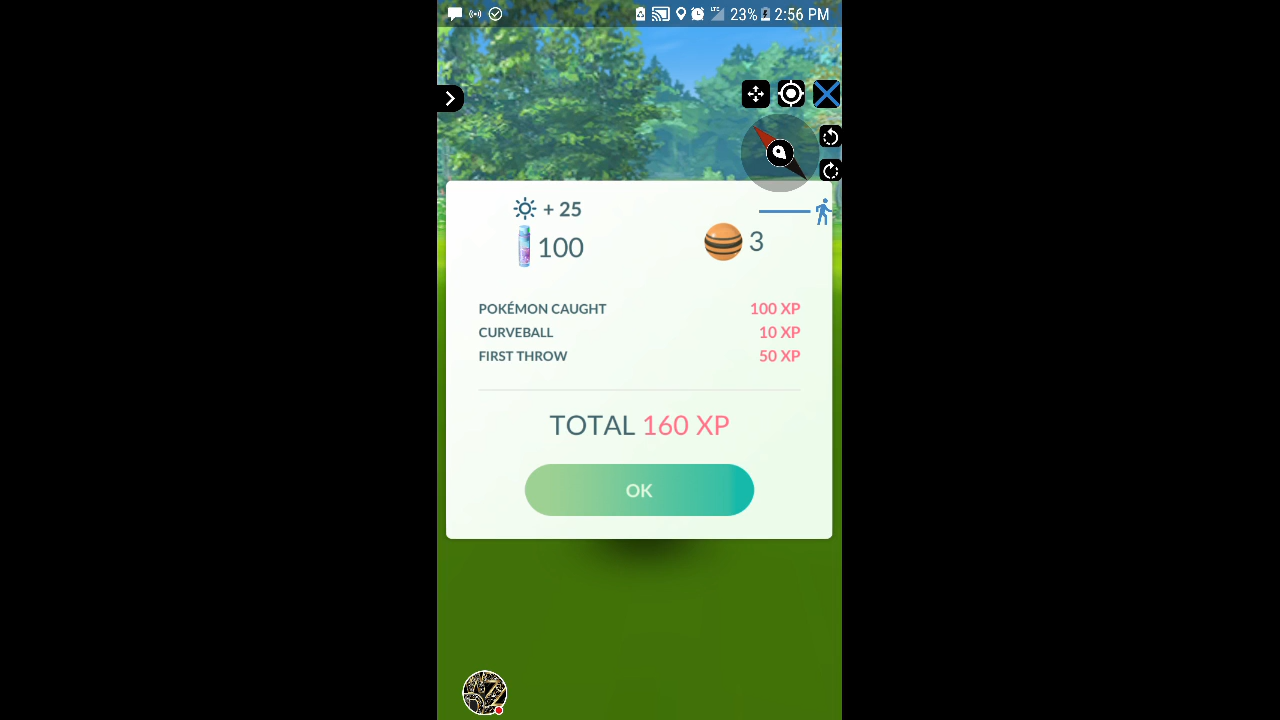 LTE 23% 2:56 PM
+ 25
100
3
POKÉMON CAUGHT 100 XP
CURVEBALL 10 XP
FIRST THROW 50 XP
TOTAL 160 XP
OK